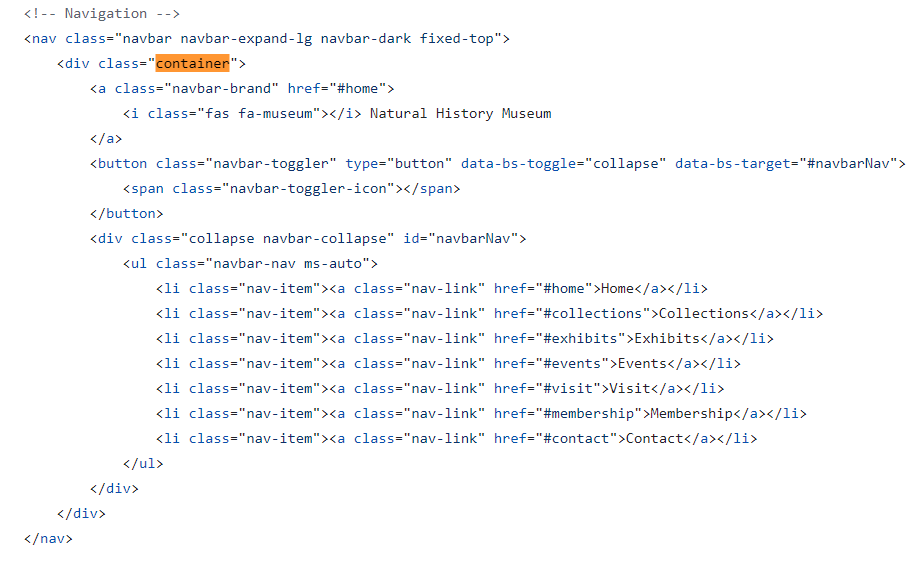 <!-- Navigation -->
<nav class="navbar navbar-expand-lg navbar-dark fixed-top">
    <div class="container">
        <a class="navbar-brand" href="#home">
            <i class="fas fa-museum"></i> Natural History Museum
        </a>
        <button class="navbar-toggler" type="button" data-bs-toggle="collapse" data-bs-target="#navbarNav">
            <span class="navbar-toggler-icon"></span>
        </button>
        <div class="collapse navbar-collapse" id="navbarNav">
            <ul class="navbar-nav ms-auto">
                <li class="nav-item"><a class="nav-link" href="#home">Home</a></li>
                <li class="nav-item"><a class="nav-link" href="#collections">Collections</a></li>
                <li class="nav-item"><a class="nav-link" href="#exhibits">Exhibits</a></li>
                <li class="nav-item"><a class="nav-link" href="#events">Events</a></li>
                <li class="nav-item"><a class="nav-link" href="#visit">Visit</a></li>
                <li class="nav-item"><a class="nav-link" href="#membership">Membership</a></li>
                <li class="nav-item"><a class="nav-link" href="#contact">Contact</a></li>
            </ul>
        </div>
    </div>
</nav>